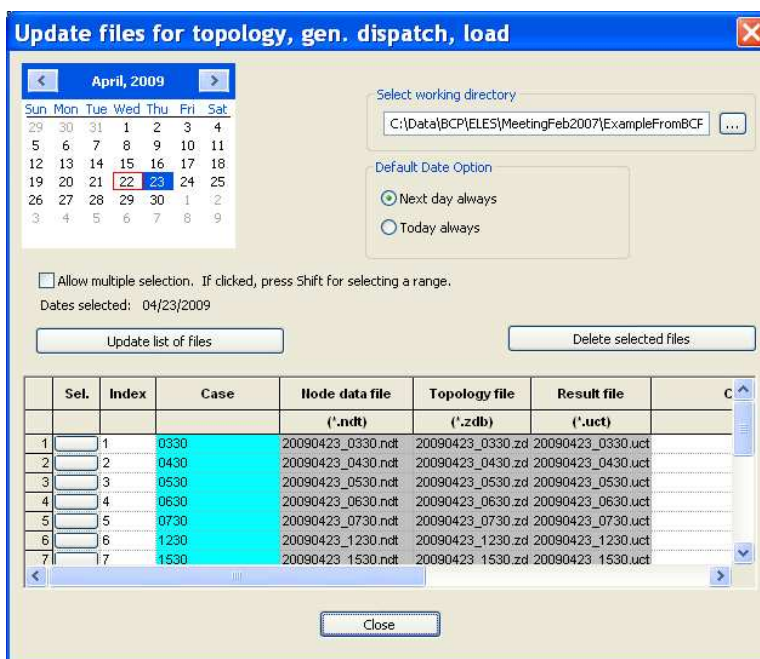 Update files for topology, gen. dispatch, load
April, 2009
Sun Mon Tue Wed Thu Fri Sat
29 30 31 1 2 3 4
5 6 7 8 9 10 11
12 13 14 15 16 17 18
19 20 21 22 23 24 25
26 27 28 29 30 1 2
3 4 5 6 7 8 9
Select working directory
C:\Data\BCP\ELES\MeetingFeb2007\ExampleFromBCP ...
Default Date Option
Next day always
Today always
Allow multiple selection. If clicked, press Shift for selecting a range.
Dates selected: 04/23/2009
Update list of files Delete selected files
Sel. Index Case Node data file Topology file Result file C
(*.ndt) (*.zdb) (*.uct)
1 1 0330 20090423_0330.ndt 20090423_0330.zd 20090423_0330.uct
2 2 0430 20090423_0430.ndt 20090423_0430.zd 20090423_0430.uct
3 3 0530 20090423_0530.ndt 20090423_0530.zd 20090423_0530.uct
4 4 0630 20090423_0630.ndt 20090423_0630.zd 20090423_0630.uct
5 5 0730 20090423_0730.ndt 20090423_0730.zd 20090423_0730.uct
6 6 1230 20090423_1230.ndt 20090423_1230.zd 20090423_1230.uct
7 7 1530 20090423_1530.ndt 20090423_1530.zd 20090423_1530.uct
Close